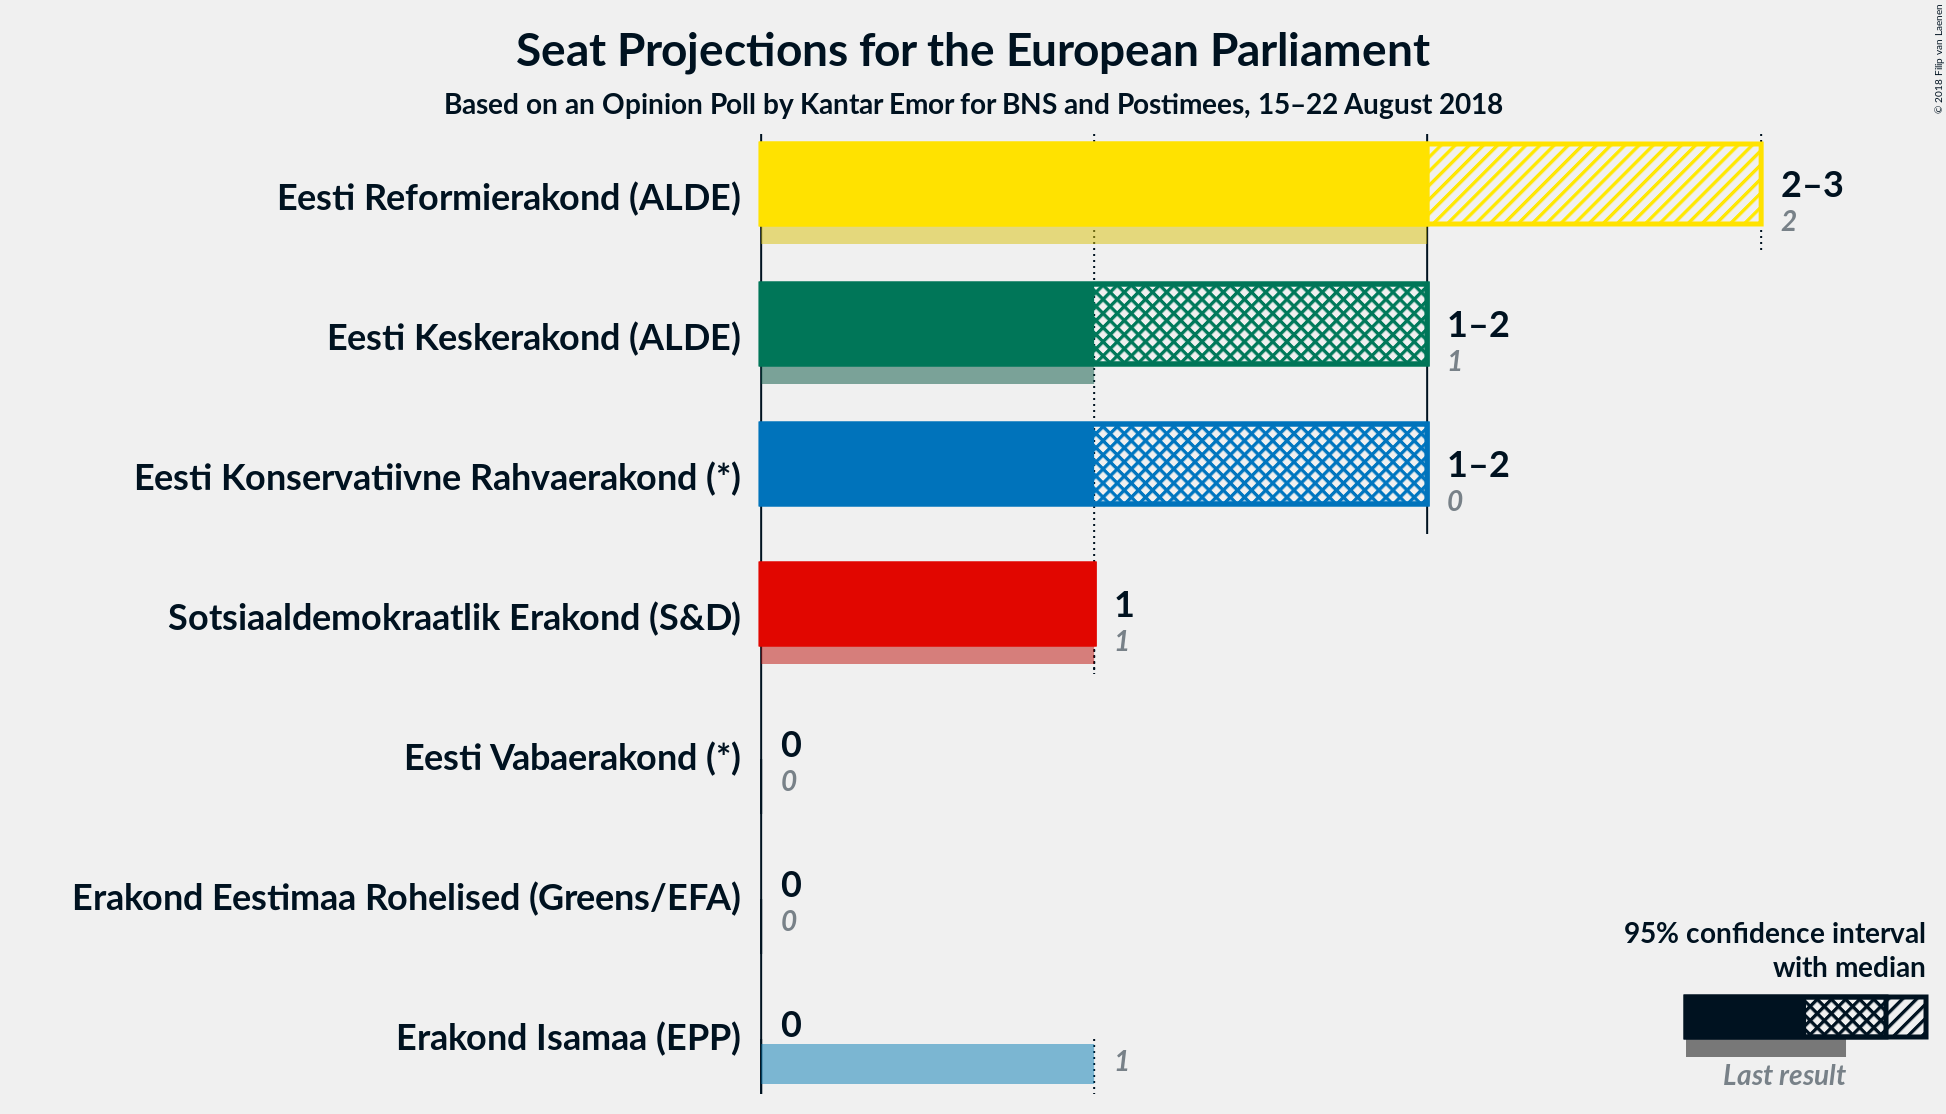 Seat Projections for the European Parliament
Based on an Opinion Poll by Kantar Emor for BNS and Postimees, 15–22 August 2018
© 2018 Filip van Laenen
Eesti Reformierakond (ALDE)
2–3
2
Eesti Keskerakond (ALDE)
1–2
1
Eesti Konservatiivne Rahvaerakond (*)
1–2
0
Sotsiaaldemokraatlik Erakond (S&D)
1
1
Eesti Vabaerakond (*)
0
0
Erakond Eestimaa Rohelised (Greens/EFA)
0
0
Erakond Isamaa (EPP)
0
1
95% confidence interval
with median
Last result